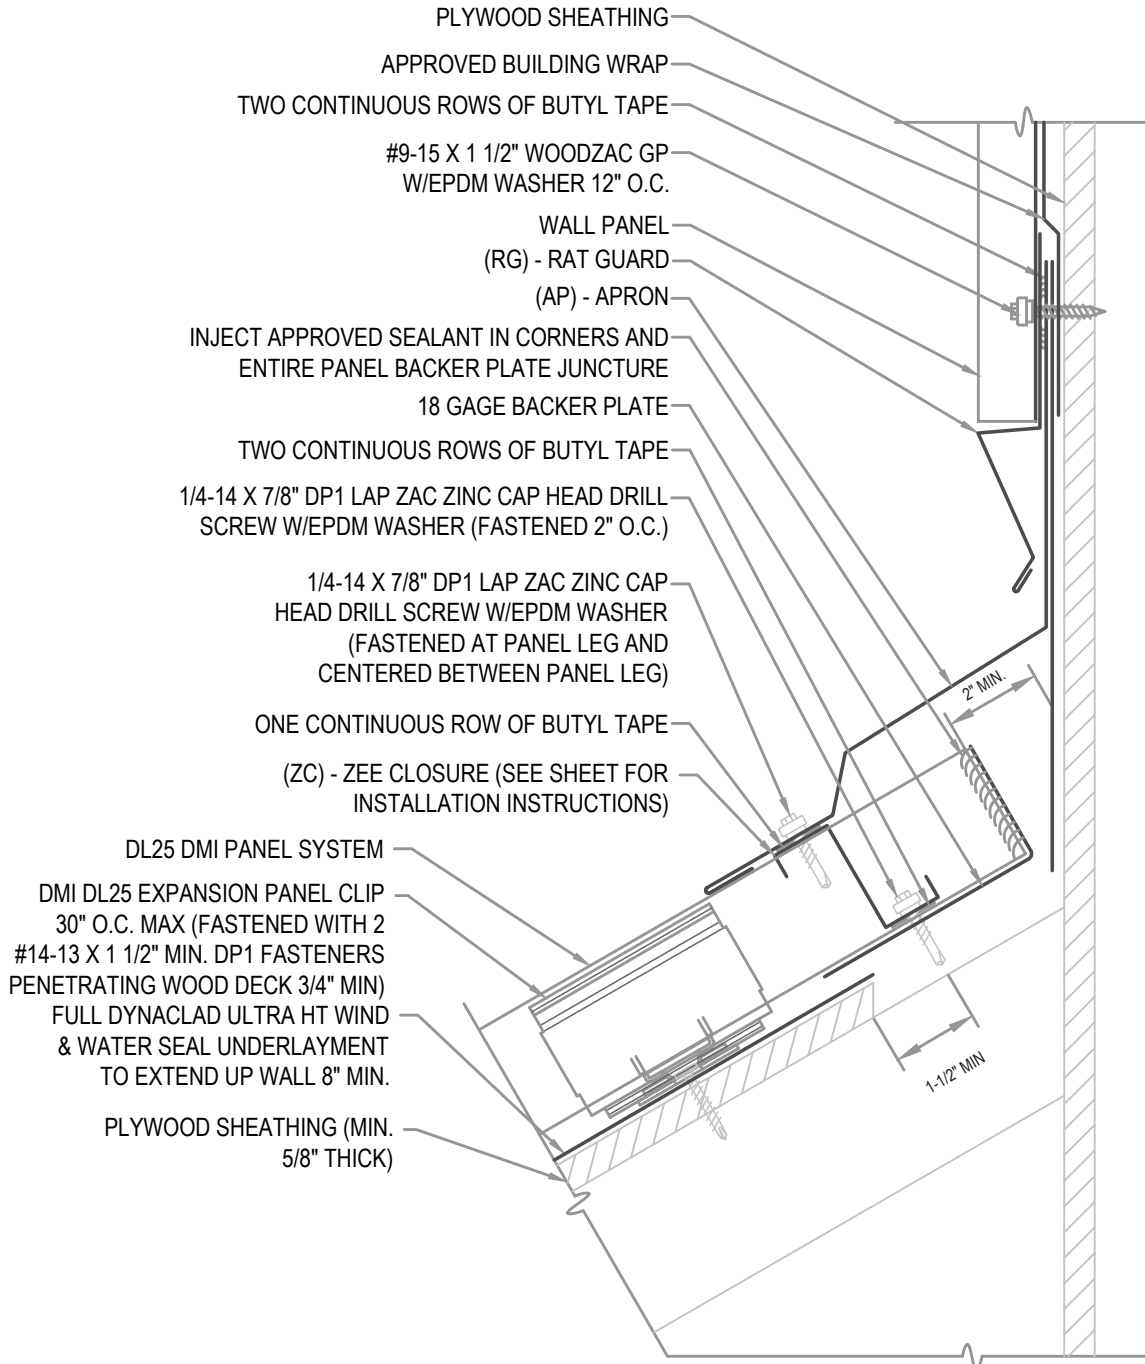 PLYWOOD SHEATHING
APPROVED BUILDING WRAP
TWO CONTINUOUS ROWS OF BUTYL TAPE
#9-15 X 1 1/2" WOODZAC GP
W/EPDM WASHER 12" O.C.
WALL PANEL
(RG) - RAT GUARD
(AP) - APRON
INJECT APPROVED SEALANT IN CORNERS AND
ENTIRE PANEL BACKER PLATE JUNCTURE
18 GAGE BACKER PLATE
TWO CONTINUOUS ROWS OF BUTYL TAPE
1/4-14 X 7/8" DP1 LAP ZAC ZINC CAP HEAD DRILL
SCREW W/EPDM WASHER (FASTENED 2" O.C.)
1/4-14 X 7/8" DP1 LAP ZAC ZINC CAP
HEAD DRILL SCREW W/EPDM WASHER
(FASTENED AT PANEL LEG AND
CENTERED BETWEEN PANEL LEG)
2" MIN.
ONE CONTINUOUS ROW OF BUTYL TAPE
(ZC) - ZEE CLOSURE (SEE SHEET FOR
INSTALLATION INSTRUCTIONS)
DL25 DMI PANEL SYSTEM
DMI DL25 EXPANSION PANEL CLIP
30" O.C. MAX (FASTENED WITH 2
#14-13 X 1 1/2" MIN. DP1 FASTENERS
PENETRATING WOOD DECK 3/4" MIN)
FULL DYNACLAD ULTRA HT WIND
& WATER SEAL UNDERLAYMENT
TO EXTEND UP WALL 8" MIN.
1-1/2" MIN
PLYWOOD SHEATHING (MIN.
5/8" THICK)